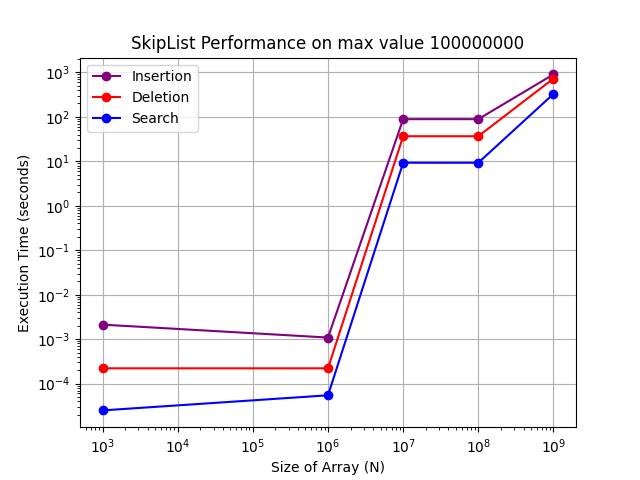 SkipList Performance on max value 100000000
Insertion
Deletion
Search
Execution Time (seconds)
10³
10²
10¹
10⁰
10⁻¹
10⁻²
10⁻³
10⁻⁴
10³ 10⁴ 10⁵ 10⁶ 10⁷ 10⁸ 10⁹
Size of Array (N)